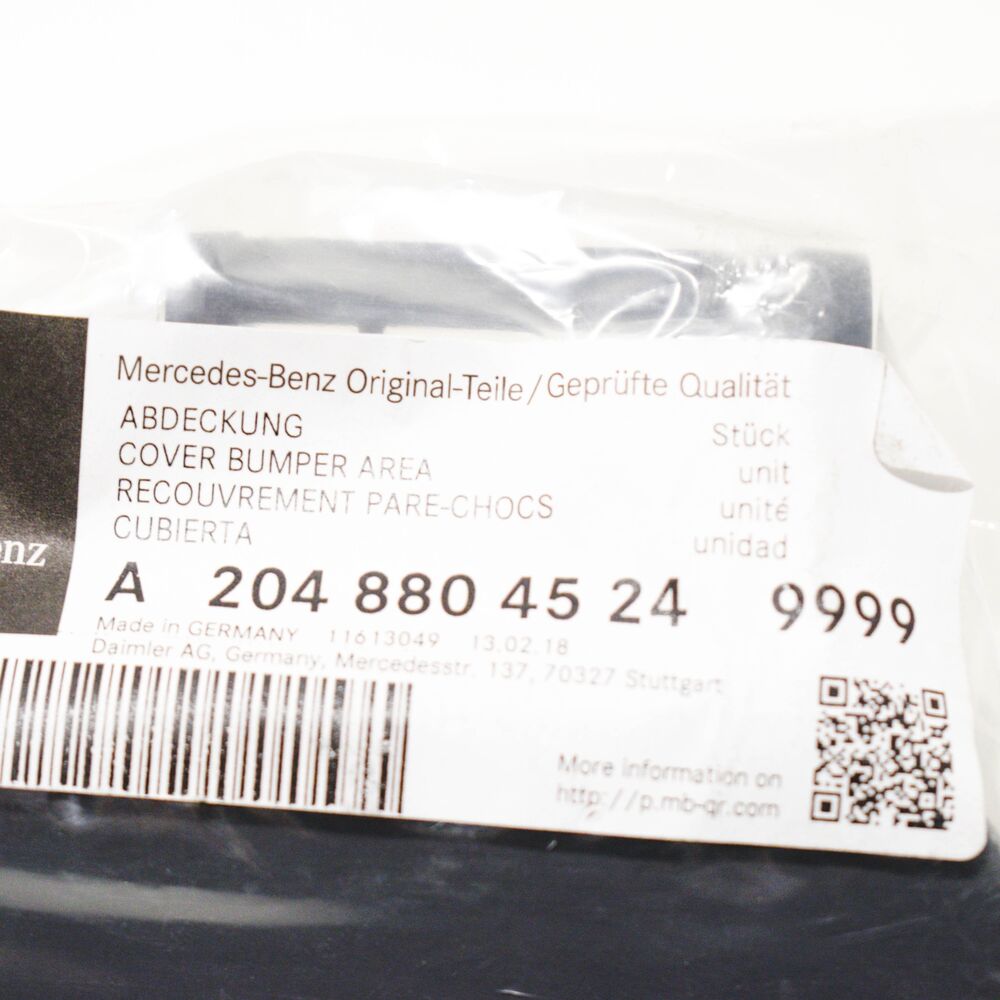 Mercedes-Benz Original-Teile/Geprüfte Qualität
ABDECKUNG Stück
COVER BUMPER AREA unit
RECOUVREMENT PARE-CHOCS unité
CUBIERTA unidad
enz
A 204 880 45 24 9999
Made in GERMANY 11613049 13.02.18
Daimler AG, Germany, Mercedesstr. 137, 70327 Stuttgart
More information on
http://p.mb-qr.com